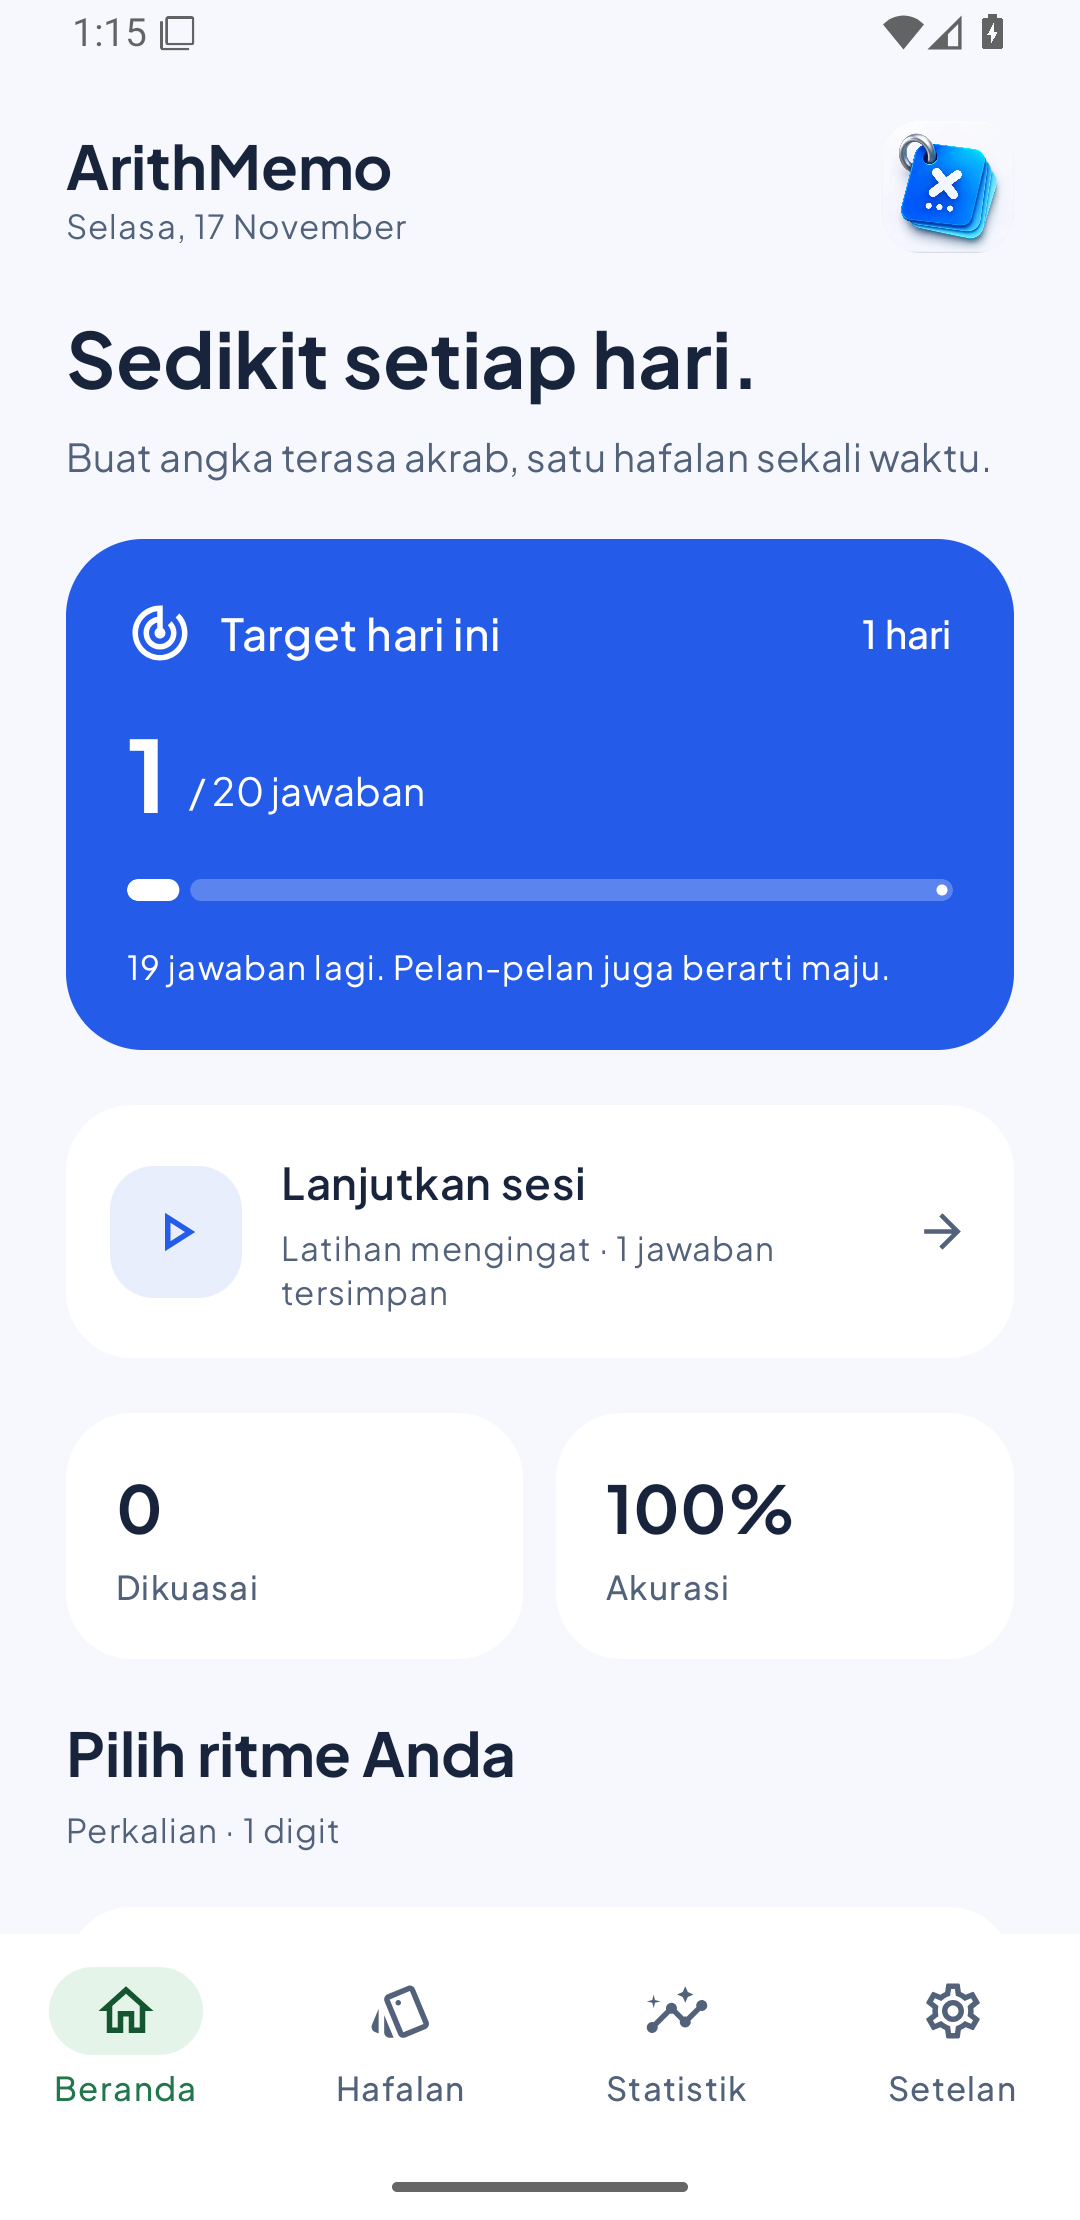 1:15
ArithMemo
Selasa, 17 November
Sedikit setiap hari.
Buat angka terasa akrab, satu hafalan sekali waktu.
Target hari ini
1 hari
1 / 20 jawaban
19 jawaban lagi. Pelan-pelan juga berarti maju.
Lanjutkan sesi
Latihan mengingat · 1 jawaban
tersimpan
0
Dikuasai
100%
Akurasi
Pilih ritme Anda
Perkalian · 1 digit
Beranda
Hafalan
Statistik
Setelan